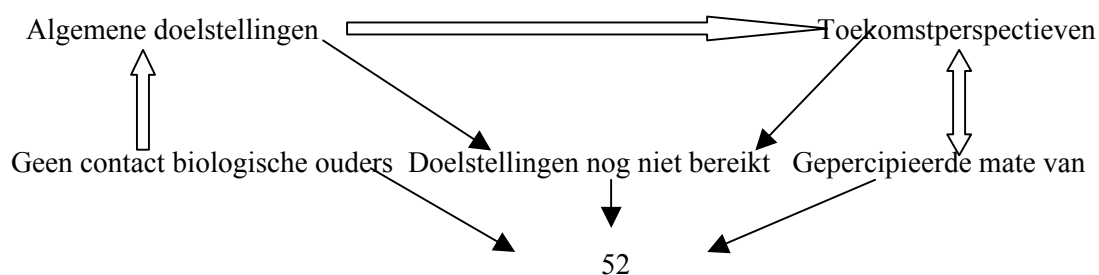 Algemene doelstellingen Toekomstperspectieven
Geen contact biologische ouders Doelstellingen nog niet bereikt Gepercipieerde mate van
52